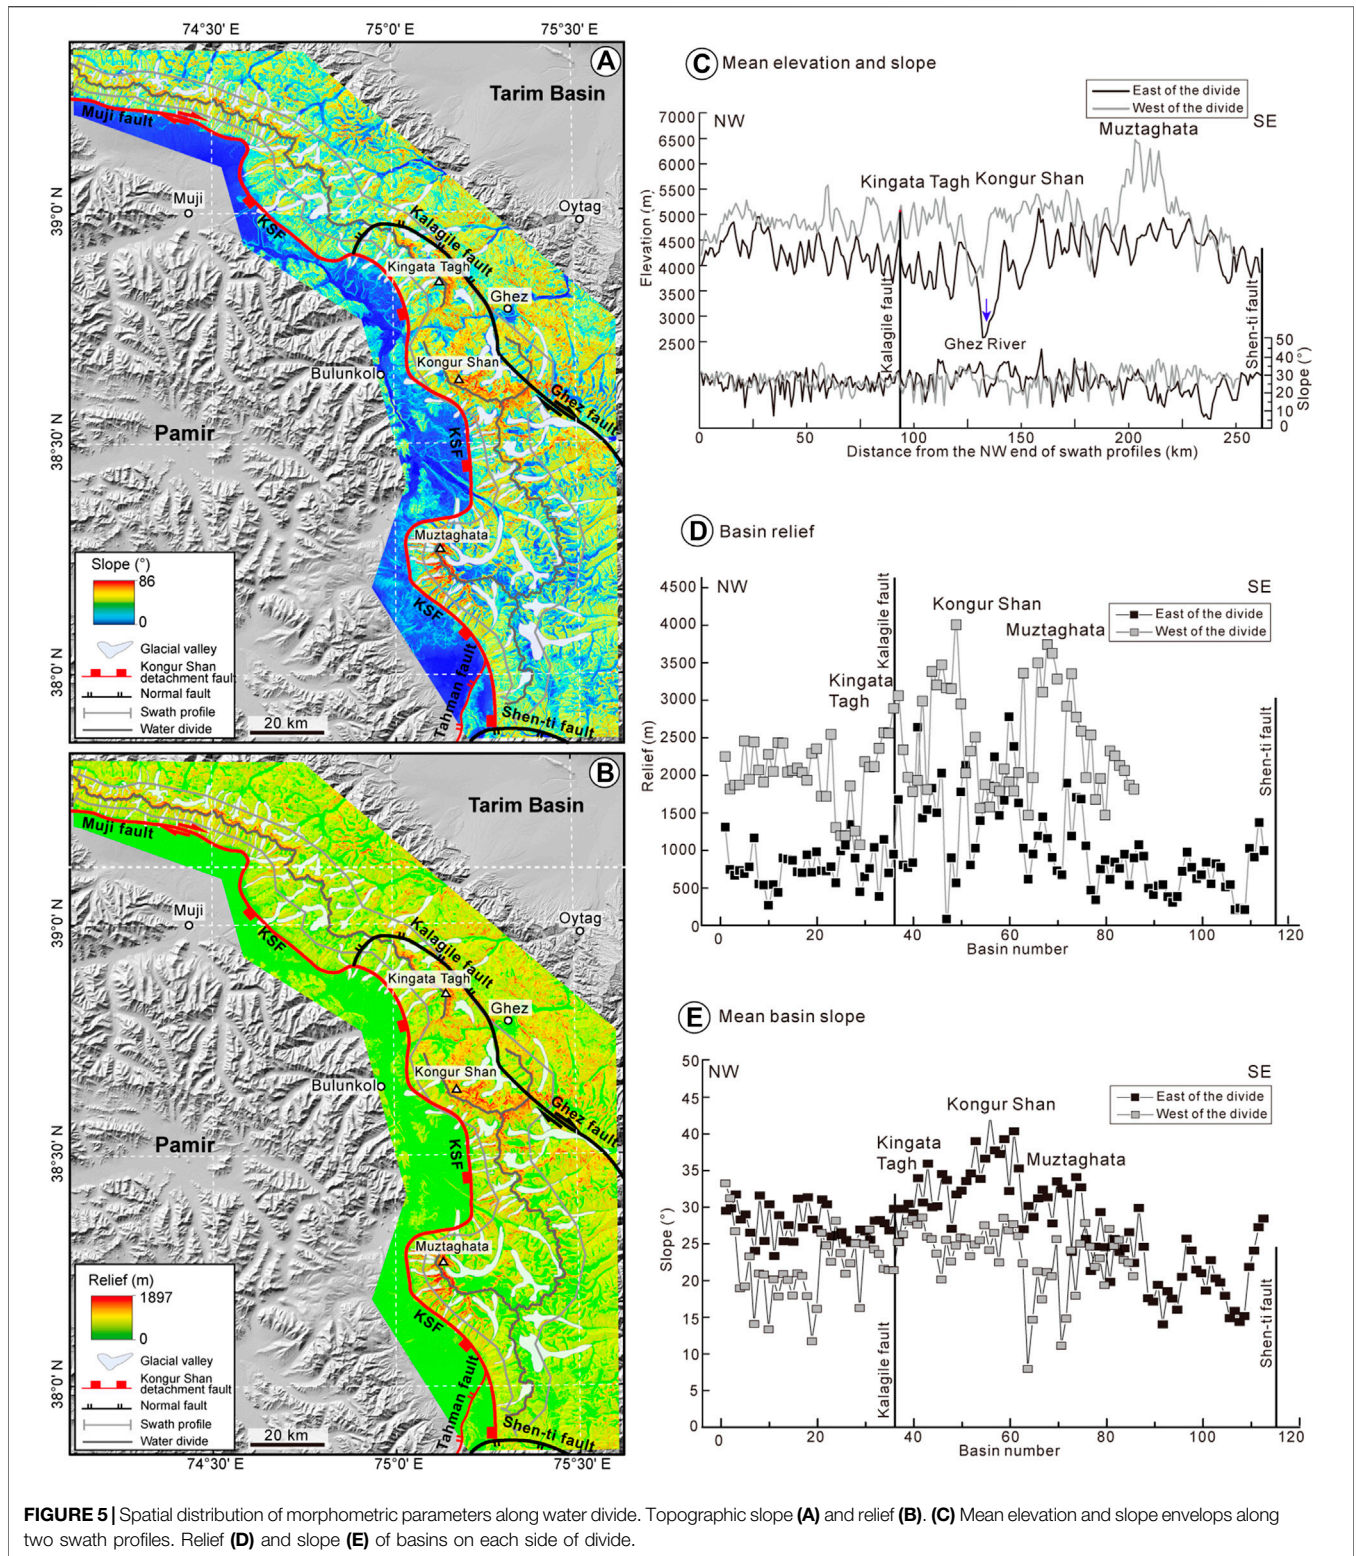 74°30' E
75°0' E
75°30' E
A
Tarim Basin
Muji fault
Muji
39°0' N
KSF
Oytag
Kalagile fault
Kingata Tagh
Ghez
Kongur Shan
Bulunkol
Ghez fault
Pamir
38°30' N
KSF
Muztaghata
Slope (°)
86
0
Glacial valley
Kongur Shan
detachment fault
Normal fault
Swath profile
Water divide
KSF
38°0' N
Tahman fault
Shen-ti fault
20 km
B
Tarim Basin
Muji fault
Muji
39°0' N
KSF
Oytag
Kalagile fault
Kingata Tagh
Ghez
Kongur Shan
Bulunkol
Ghez fault
Pamir
38°30' N
KSF
Muztaghata
Relief (m)
1897
0
Glacial valley
Kongur Shan
detachment fault
Normal fault
Swath profile
Water divide
KSF
38°0' N
Tahman fault
Shen-ti fault
20 km
74°30' E
75°0' E
75°30' E
C Mean elevation and slope
East of the divide
West of the divide
NW
SE
Muztaghata
Kingata Tagh
Kongur Shan
7000
6500
6000
5500
5000
4500
4000
3500
3000
2500
Elevation (m)
Kalagile fault
Ghez River
Shen-ti fault
50
40
30
20
10
0
Slope (°)
0 50 100 150 200 250
Distance from the NW end of swath profiles (km)
D Basin relief
NW
SE
Kalagile fault
Kongur Shan
East of the divide
West of the divide
Muztaghata
Kingata
Tagh
4500
4000
3500
3000
2500
2000
1500
1000
500
0
Relief (m)
Shen-ti fault
0 20 40 60 80 100 120
Basin number
E Mean basin slope
NW
SE
East of the divide
West of the divide
Kongur Shan
Kingata
Tagh
Muztaghata
50
45
40
35
30
25
20
15
10
5
0
Slope (°)
Kalagile fault
Shen-ti fault
0 20 40 60 80 100 120
Basin number
FIGURE 5 | Spatial distribution of morphometric parameters along water divide. Topographic slope (A) and relief (B). (C) Mean elevation and slope envelops along
two swath profiles. Relief (D) and slope (E) of basins on each side of divide.